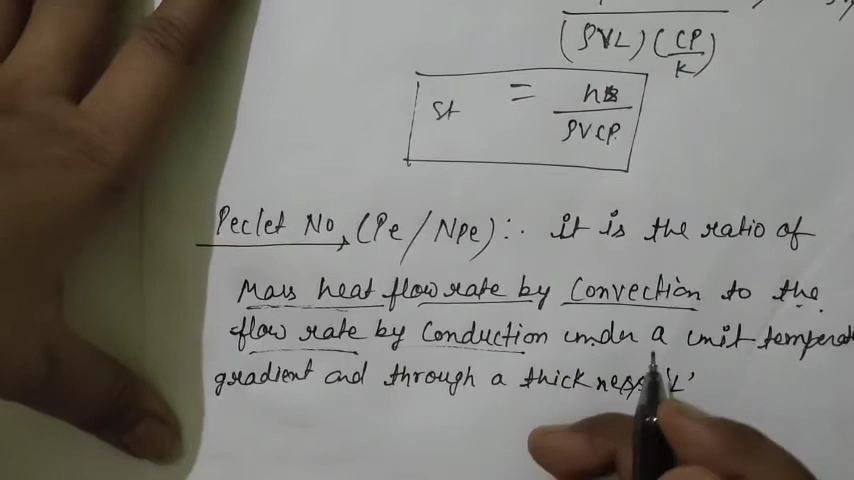 (ρVL) (CP/K)
St = h/ρVCP
Peclet No, (Pe/NPe):- it is the ratio of
Mass heat flow rate by Convection to the
flow rate by Conduction under a unit temperat
gradient and through a thickness 'L'